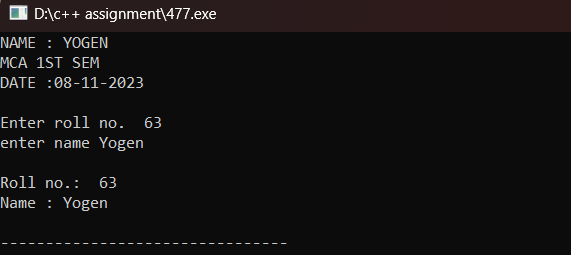 D:\c++ assignment\477.exe
NAME : YOGEN
MCA 1ST SEM
DATE :08-11-2023
Enter roll no.  63
enter name Yogen
Roll no.:  63
Name : Yogen
--------------------------------